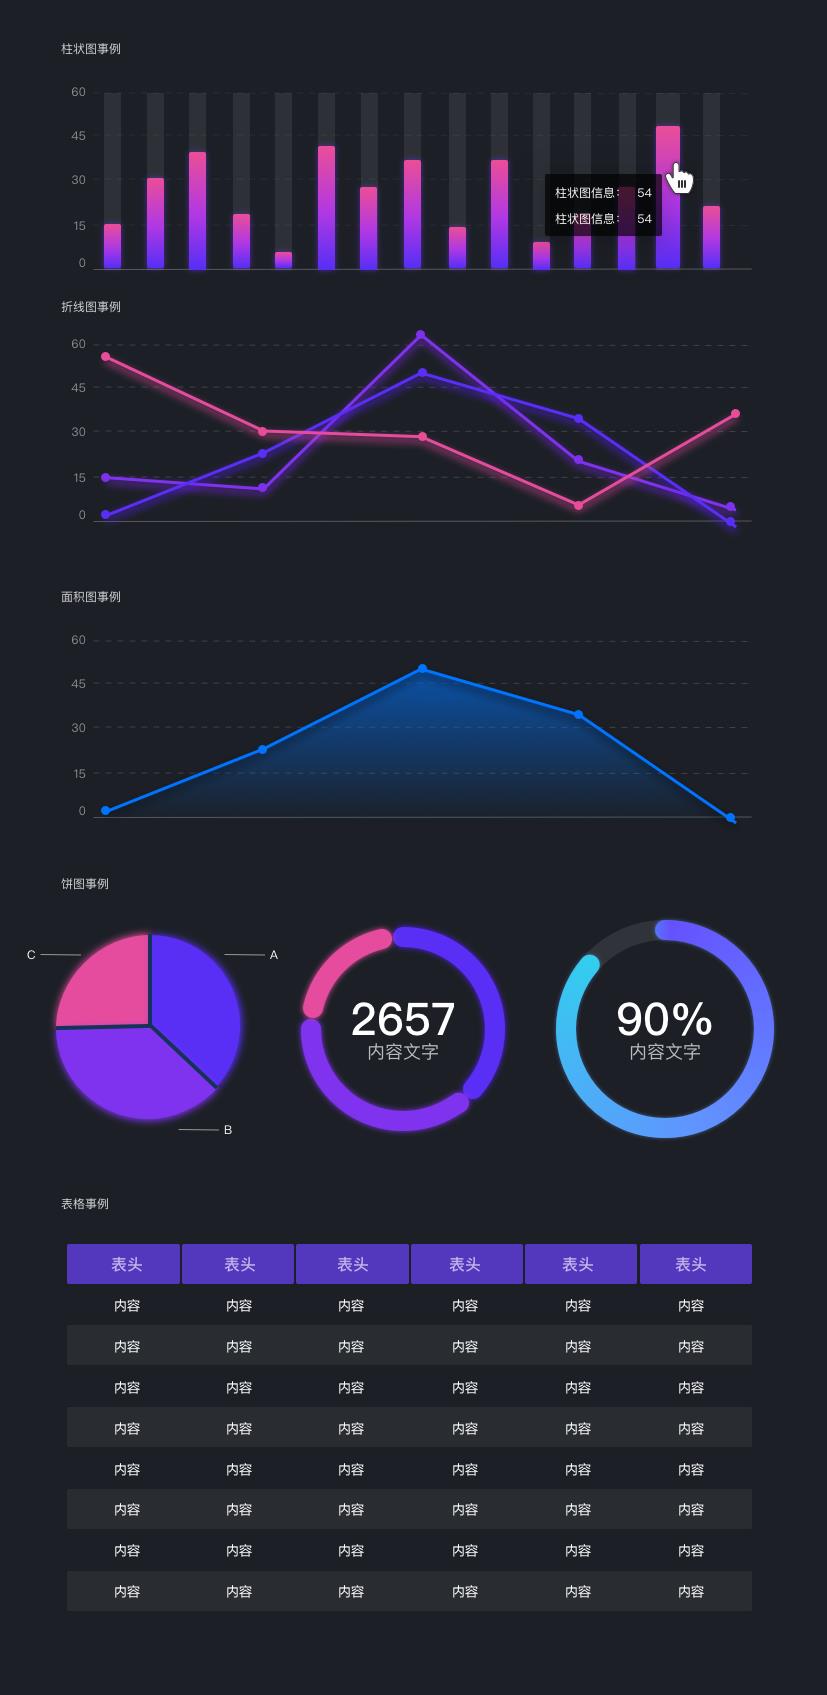 柱状图事例
60
45
30
15
0
柱状图信息： 54
柱状图信息： 54
折线图事例
60
45
30
15
0
面积图事例
60
45
30
15
0
饼图事例
C
A
B
2657
内容文字
90%
内容文字
表格事例
表头 表头 表头 表头 表头 表头
内容 内容 内容 内容 内容 内容
内容 内容 内容 内容 内容 内容
内容 内容 内容 内容 内容 内容
内容 内容 内容 内容 内容 内容
内容 内容 内容 内容 内容 内容
内容 内容 内容 内容 内容 内容
内容 内容 内容 内容 内容 内容
内容 内容 内容 内容 内容 内容